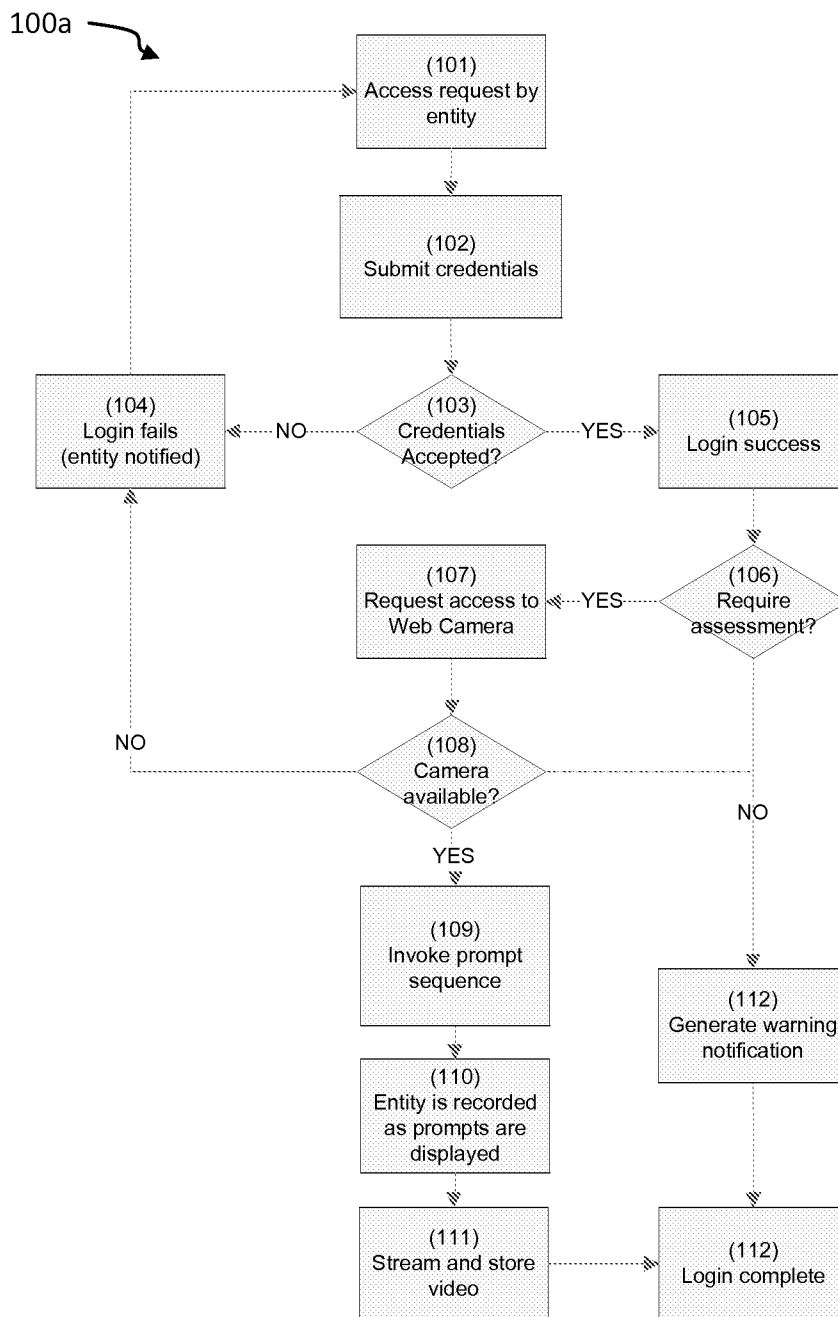 100a
(101)
Access request by
entity
(102)
Submit credentials
(104)
Login fails
(entity notified)
NO
(103)
Credentials
Accepted?
YES
(105)
Login success
(107)
Request access to
Web Camera
YES
(106)
Require
assessment?
NO
(108)
Camera
available?
NO
YES
(109)
Invoke prompt
sequence
(112)
Generate warning
notification
(110)
Entity is recorded
as prompts are
displayed
(111)
Stream and store
video
(112)
Login complete